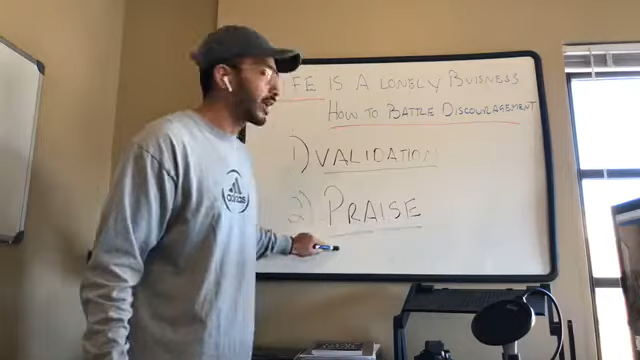 FE IS A LONELY BUISNESS
HOW TO BATTLE DISCOURAGEMENT
1) VALIDATION
2) PRAISE
adidas